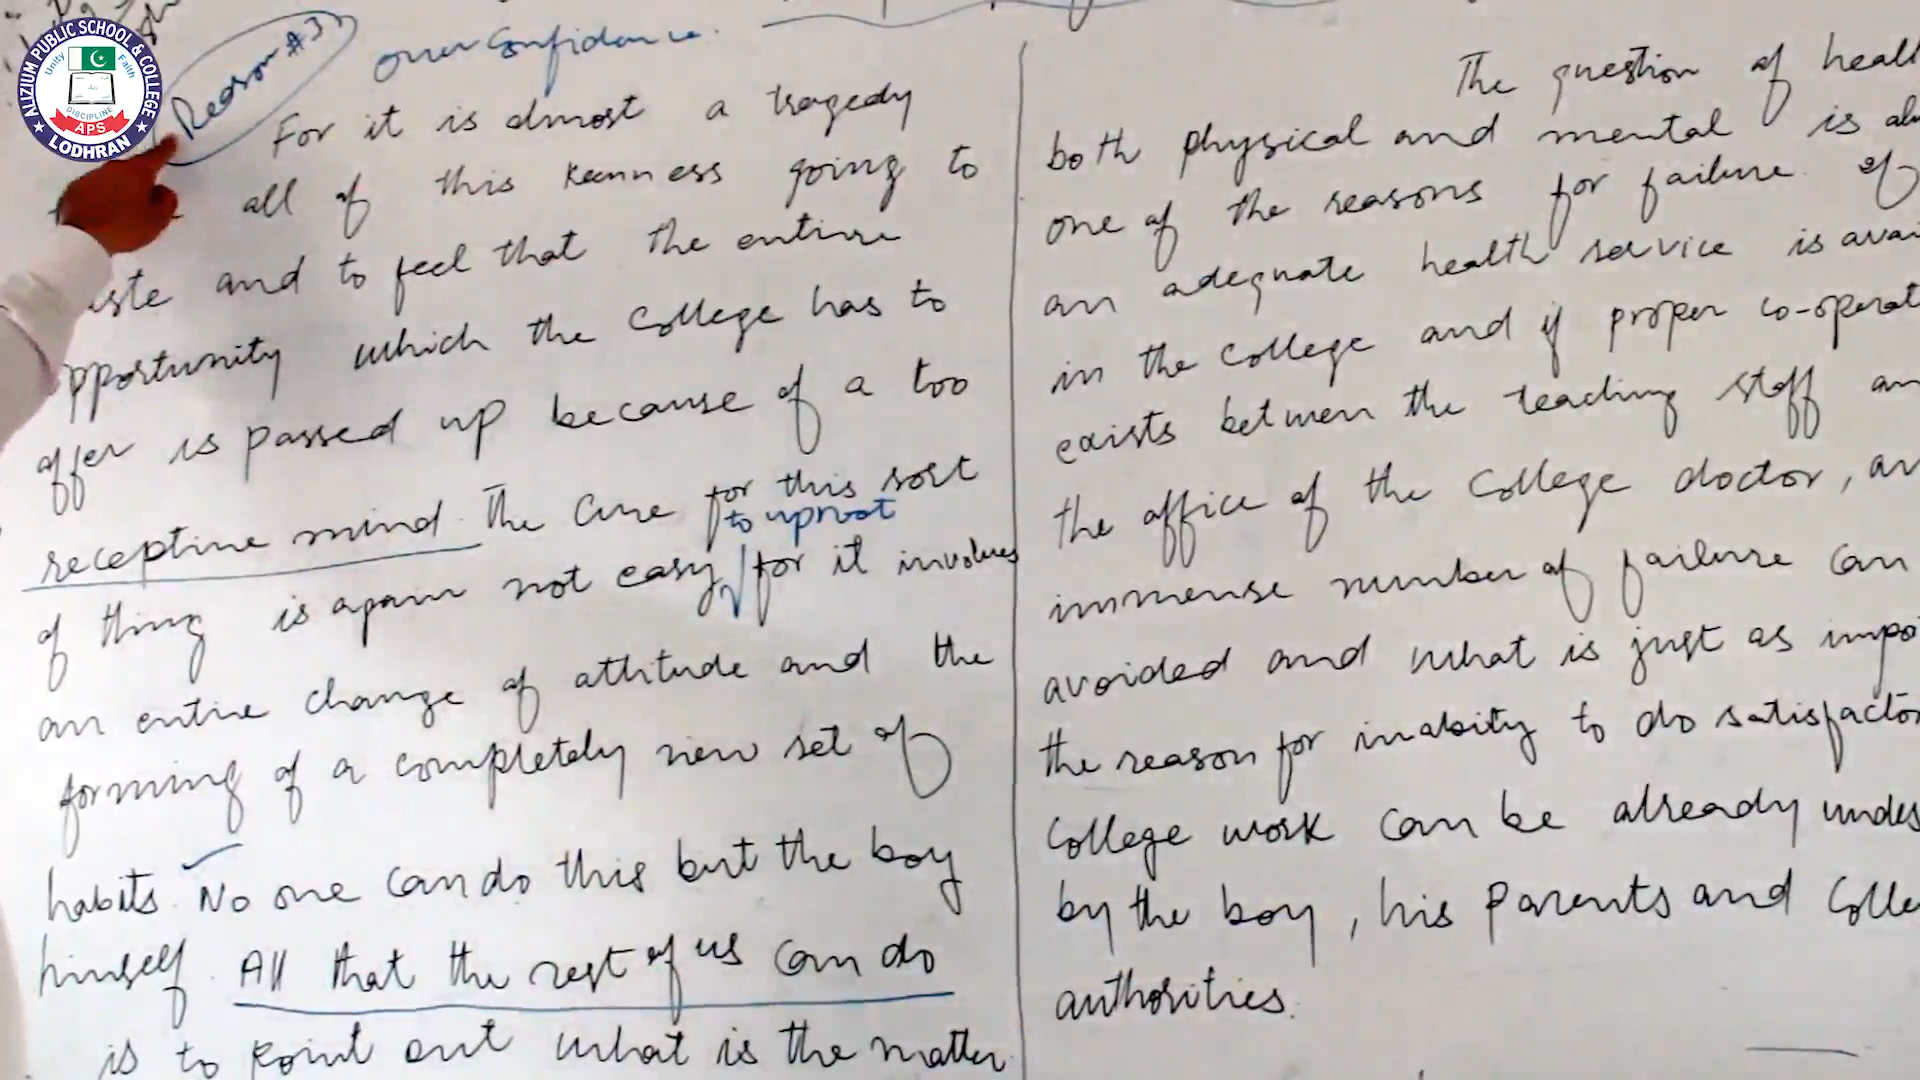 ALIZIUM PUBLIC SCHOOL & COLLEGE
Unity
Faith
DISCIPLINE
APS
LODHRAN
Reason #3
over Confidance.
For it is almost a tragedy
all of this keenness going to
and to feel that the entire
opportunity which the College has to
offer is passed up because of a too
receptive mind. The Cure for this sort
to uproot
of thing is again not easy, for it involves
an entire change of attitude and the
forming of a completely new set of
habits. No one can do this but the boy
himself. All that the rest of us can do
is to point out what is the matter
The question of heal
both physical and mental is al
one of the reasons for failure. If
an adequate health service is avai
in the college and if proper co-operat
exists between the teaching staff an
the office of the College doctor, an
immense number of failure can
avoided and what is just as impo
the reason for inability to do satisfacto
College work can be already unde
by the boy, his parents and Colle
authorities.